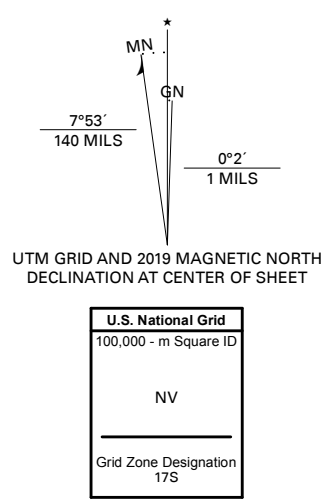 MN
GN
7°53´
140 MILS
0°2´
1 MILS
UTM GRID AND 2019 MAGNETIC NORTH
DECLINATION AT CENTER OF SHEET
U.S. National Grid
100,000 - m Square ID
NV
Grid Zone Designation
17S